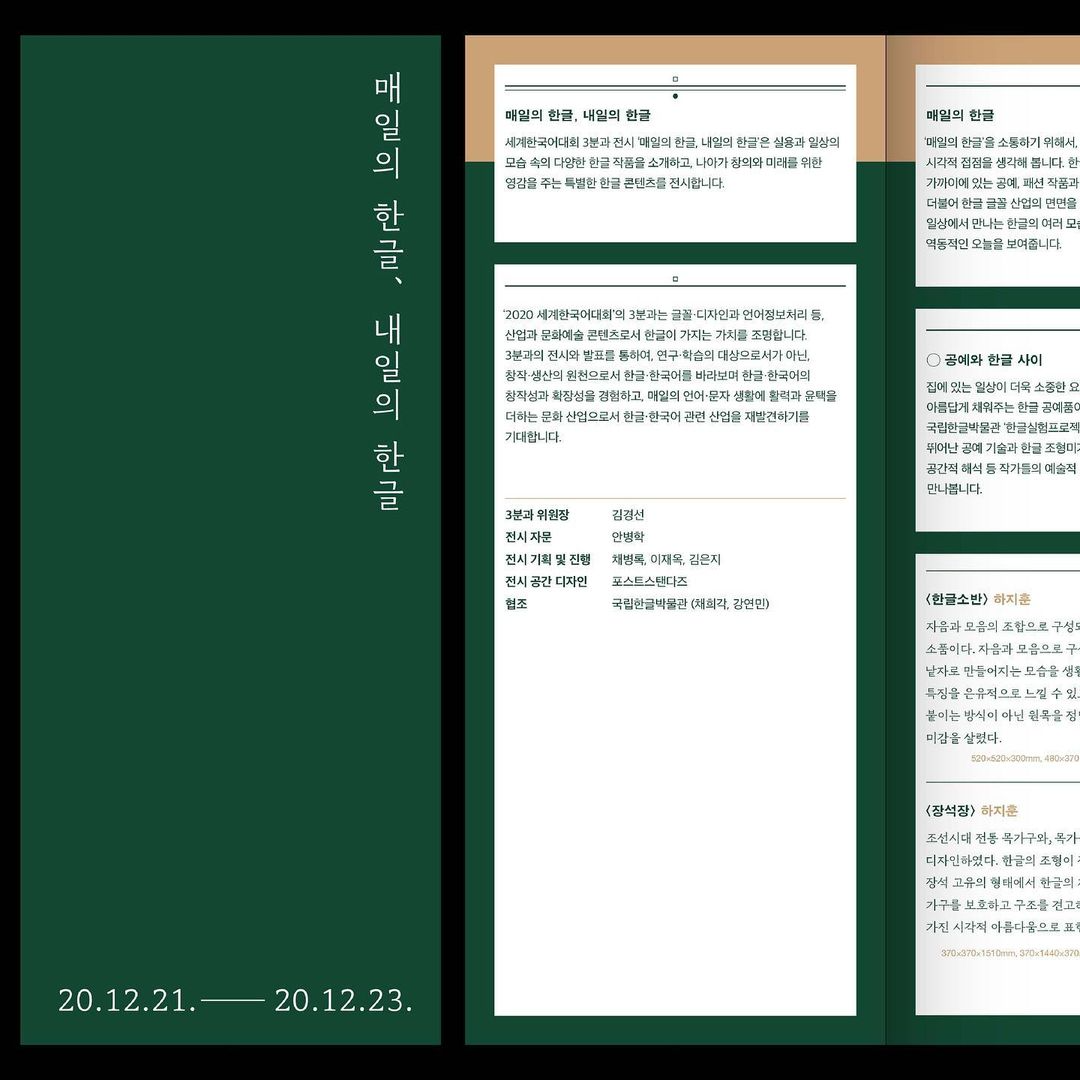 매일의 한글, 내일의 한글
20.12.21. — 20.12.23.
매일의 한글, 내일의 한글
세계한국어대회 3분과 전시 '매일의 한글, 내일의 한글'은 실용과 일상의
모습 속의 다양한 한글 작품을 소개하고, 나아가 창의와 미래를 위한
영감을 주는 특별한 한글 콘텐츠를 전시합니다.
'2020 세계한국어대회'의 3분과는 글꼴·디자인과 언어정보처리 등,
산업과 문화예술 콘텐츠로서 한글이 가지는 가치를 조명합니다.
3분과의 전시와 발표를 통하여, 연구·학습의 대상으로서가 아닌,
창작·생산의 원천으로서 한글·한국어를 바라보며 한글·한국어의
창작성과 확장성을 경험하고, 매일의 언어·문자 생활에 활력과 윤택을
더하는 문화 산업으로서 한글·한국어 관련 산업을 재발견하기를
기대합니다.
3분과 위원장 김경선
전시 자문 안병학
전시 기획 및 진행 채병록, 이재옥, 김은지
전시 공간 디자인 포스트스탠다즈
협조 국립한글박물관 (채희각, 강연민)
매일의 한글
'매일의 한글'을 소통하기 위해서,
시각적 접점을 생각해 봅니다. 한
가까이에 있는 공예, 패션 작품과
더불어 한글 글꼴 산업의 면면을
일상에서 만나는 한글의 여러 모습
역동적인 오늘을 보여줍니다.
○ 공예와 한글 사이
집에 있는 일상이 더욱 소중한 요
아름답게 채워주는 한글 공예품이
국립한글박물관 '한글실험프로젝
뛰어난 공예 기술과 한글 조형미
공간적 해석 등 작가들의 예술적
만나봅니다.
〈한글소반〉 하지훈
자음과 모음의 조합으로 구성되
소품이다. 자음과 모음으로 구성
낱자로 만들어지는 모습을 생활
특징을 은유적으로 느낄 수 있
붙이는 방식이 아닌 원목을 정
미감을 살렸다.
520×520×300mm, 480×370
〈장석장〉 하지훈
조선시대 전통 목가구와, 목가
디자인하였다. 한글의 조형이
장석 고유의 형태에서 한글의
가구를 보호하고 구조를 견고하
가진 시각적 아름다움으로 표현
370×370×1510mm, 370×1440×370